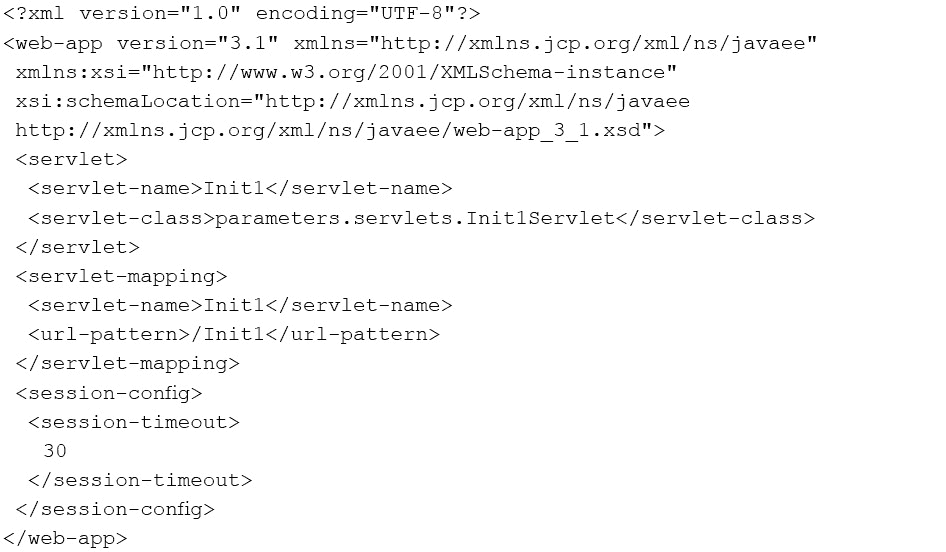 <?xml version="1.0" encoding="UTF-8"?>
<web-app version="3.1" xmlns="http://xmlns.jcp.org/xml/ns/javaee"
xmlns:xsi="http://www.w3.org/2001/XMLSchema-instance"
xsi:schemaLocation="http://xmlns.jcp.org/xml/ns/javaee
http://xmlns.jcp.org/xml/ns/javaee/web-app_3_1.xsd">
<servlet>
<servlet-name>Init1</servlet-name>
<servlet-class>parameters.servlets.Init1Servlet</servlet-class>
</servlet>
<servlet-mapping>
<servlet-name>Init1</servlet-name>
<url-pattern>/Init1</url-pattern>
</servlet-mapping>
<session-config>
<session-timeout>
30
</session-timeout>
</session-config>
</web-app>